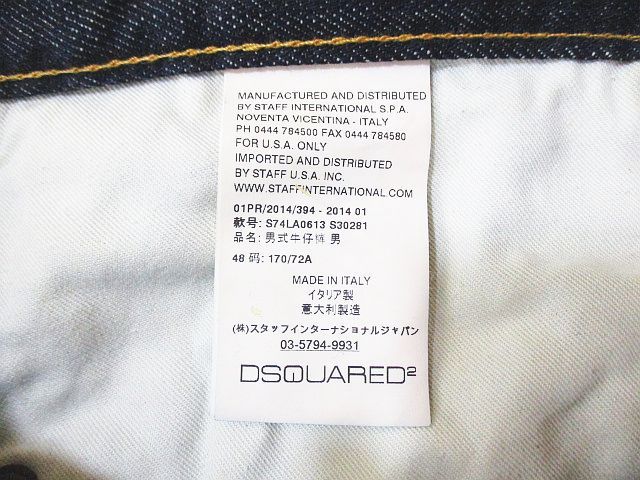 MANUFACTURED AND DISTRIBUTED
BY STAFF INTERNATIONAL S.P.A.
NOVENTA VICENTINA - ITALY
PH 0444 784500 FAX 0444 784580
FOR U.S.A. ONLY
IMPORTED AND DISTRIBUTED
BY STAFF U.S.A. INC.
WWW.STAFFINTERNATIONAL.COM
01PR/2014/394 - 2014 01
款号: S74LA0613 S30281
品名: 男式牛仔裤 男
48 码: 170/72A
MADE IN ITALY
イタリア製
意大利製造
(株)スタッフインターナショナルジャパン
03-5794-9931
DSQUARED²